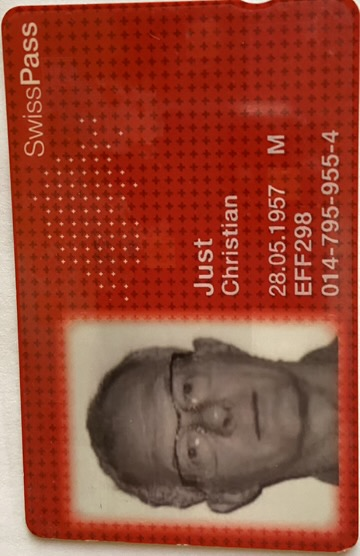 SwissPass
Just
Christian
28.05.1957 M
EFF298
014-795-955-4